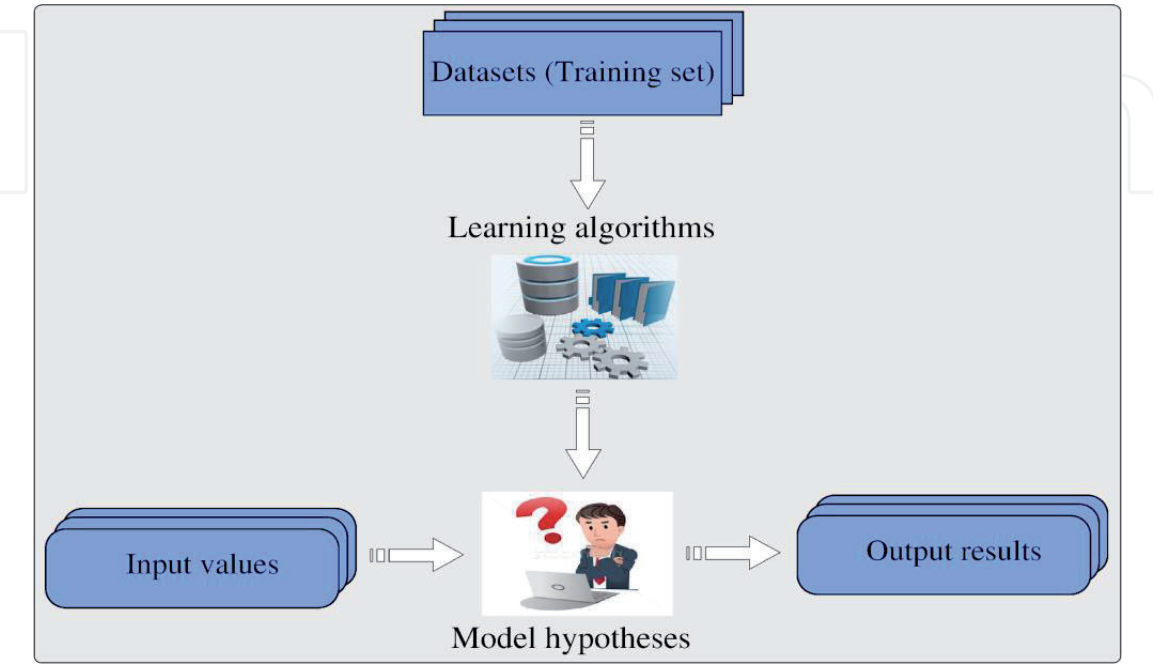 Datasets (Training set)
Learning algorithms
Input values
Output results
Model hypotheses